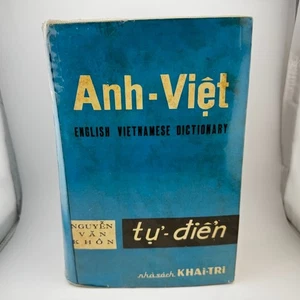 Anh-Việt
ENGLISH VIETNAMESE DICTIONARY
NGUYỄN
VĂN
KHÔN
tự-điển
nhà sách KHAI-TRÍ